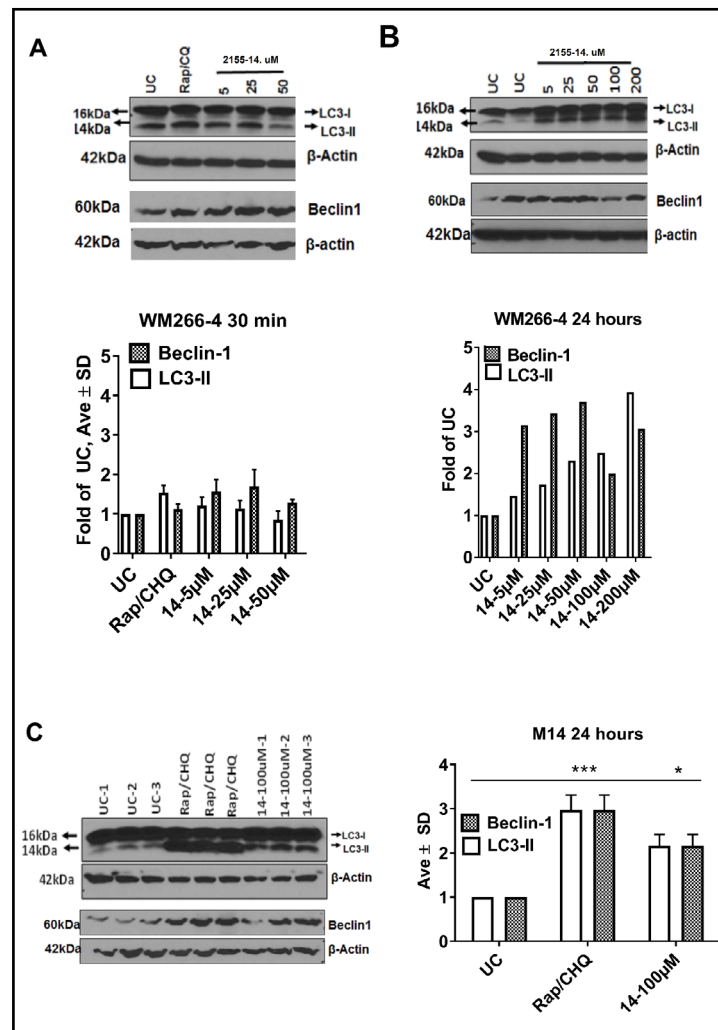 A
2155-14. uM
UC
Rap/CQ
5
25
50
16kDa
LC3-I
14kDa
LC3-II
42kDa
β-Actin
60kDa
Beclin1
42kDa
β-actin
WM266-4 30 min
Beclin-1
LC3-II
Fold of UC, Ave ± SD
5
4
3
2
1
0
UC
Rap/CHQ
14-5μM
14-25μM
14-50μM
B
2155-14. uM
UC
UC
5
25
50
100
200
16kDa
LC3-I
14kDa
LC3-II
42kDa
β-Actin
60kDa
Beclin1
42kDa
β-actin
WM266-4 24 hours
Beclin-1
LC3-II
Fold of UC
5
4
3
2
1
0
UC
14-5μM
14-25μM
14-50μM
14-100μM
14-200μM
C
UC-1
UC-2
UC-3
Rap/CHQ
Rap/CHQ
Rap/CHQ
14-100uM-1
14-100uM-2
14-100uM-3
16kDa
LC3-I
14kDa
LC3-II
42kDa
β-Actin
60kDa
Beclin1
42kDa
β-Actin
M14 24 hours
***
*
Beclin-1
LC3-II
Ave ± SD
4
3
2
1
0
UC
Rap/CHQ
14-100μM